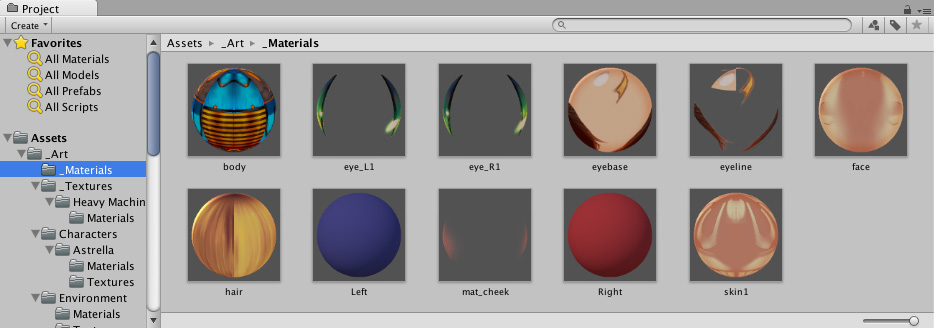 Project
Create
Favorites
All Materials
All Models
All Prefabs
All Scripts
Assets
_Art
_Materials
_Textures
Heavy Machin
Materials
Characters
Astrella
Materials
Textures
Environment
Materials
Assets ▸ _Art ▸ _Materials
body eye_L1 eye_R1 eyebase eyeline face
hair Left mat_cheek Right skin1